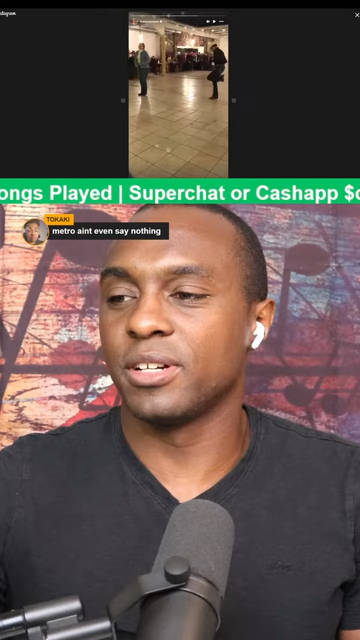 ongs Played | Superchat or Cashapp $c
TOKAKI
metro aint even say nothing